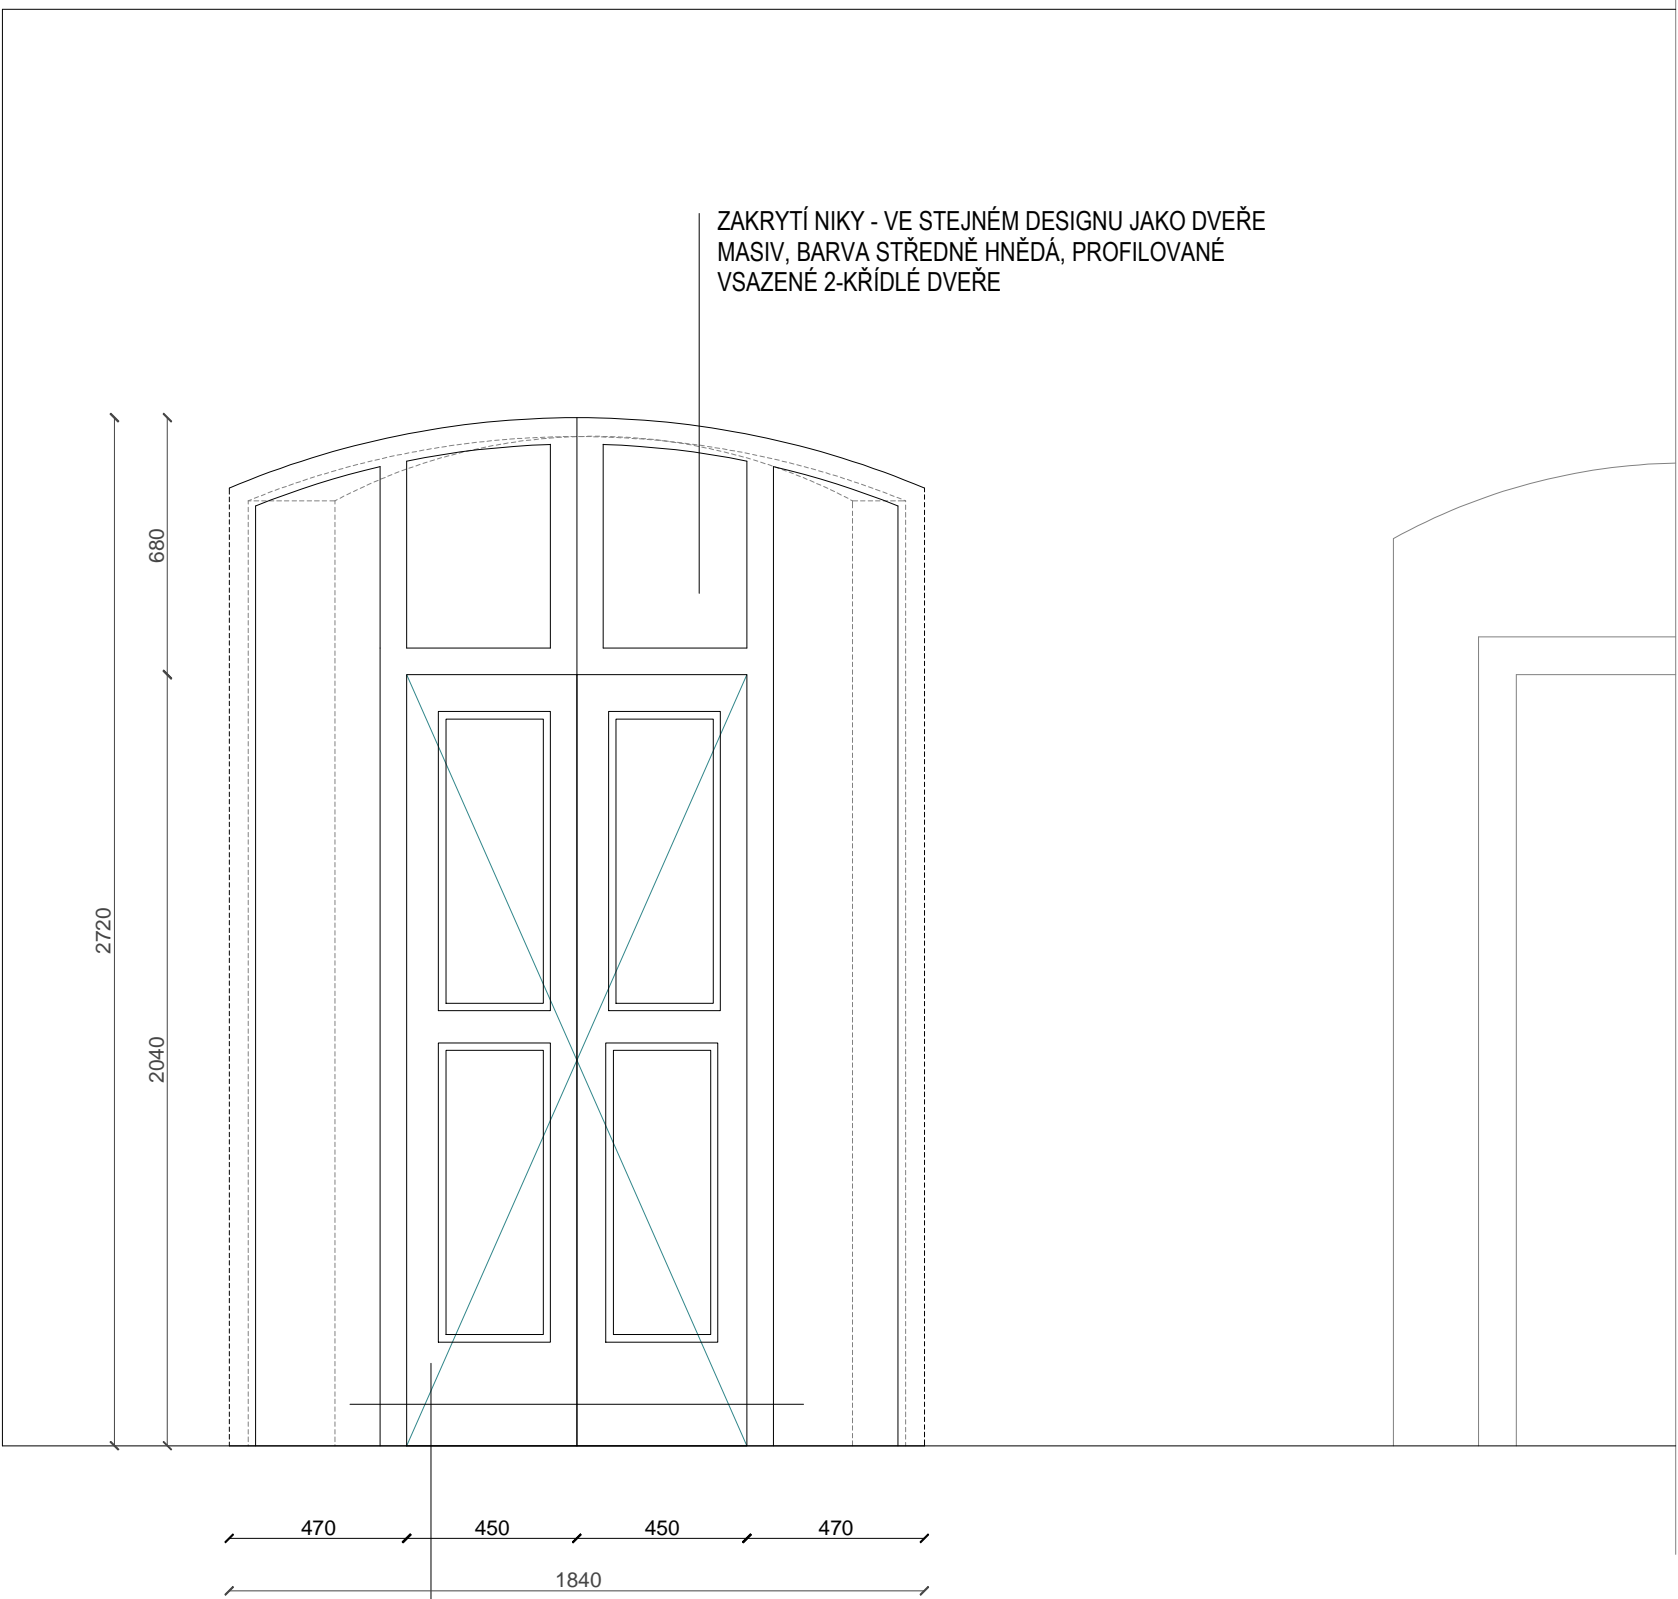 ZAKRYTÍ NIKY - VE STEJNÉM DESIGNU JAKO DVEŘE
MASIV, BARVA STŘEDNĚ HNĚDÁ, PROFILOVANÉ
VSAZENÉ 2-KŘÍDLÉ DVEŘE
680
2720
2040
470 450 450 470
1840